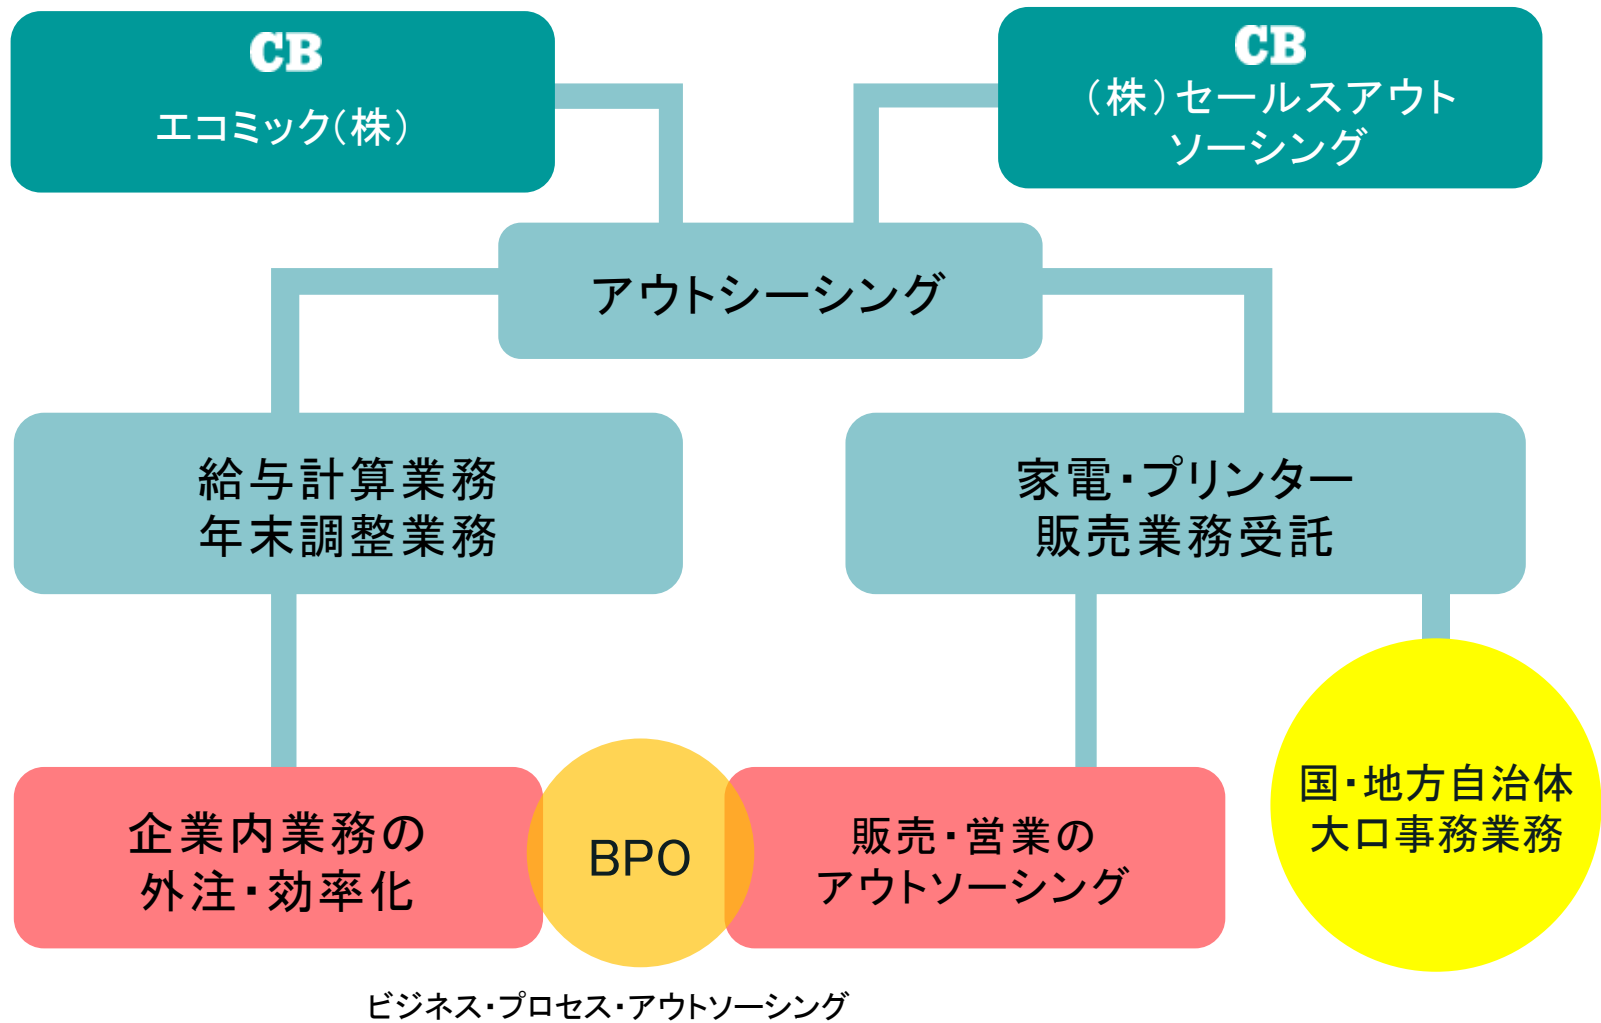 CB
エコミック(株)
CB
(株)セールスアウト
ソーシング
アウトシーシング
給与計算業務
年末調整業務
家電・プリンター
販売業務受託
企業内業務の
外注・効率化
BPO
販売・営業の
アウトソーシング
国・地方自治体
大口事務業務
ビジネス・プロセス・アウトソーシング